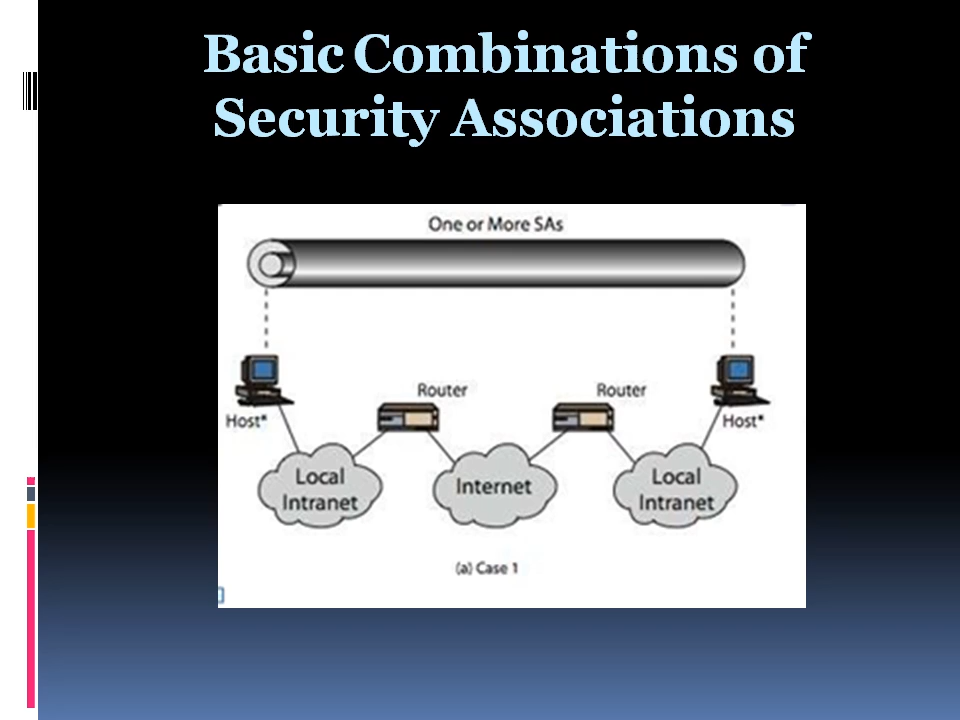 Basic Combinations of
Security Associations
One or More SAs
Router
Router
Host*
Host*
Local
Intranet
Internet
Local
Intranet
(a) Case 1